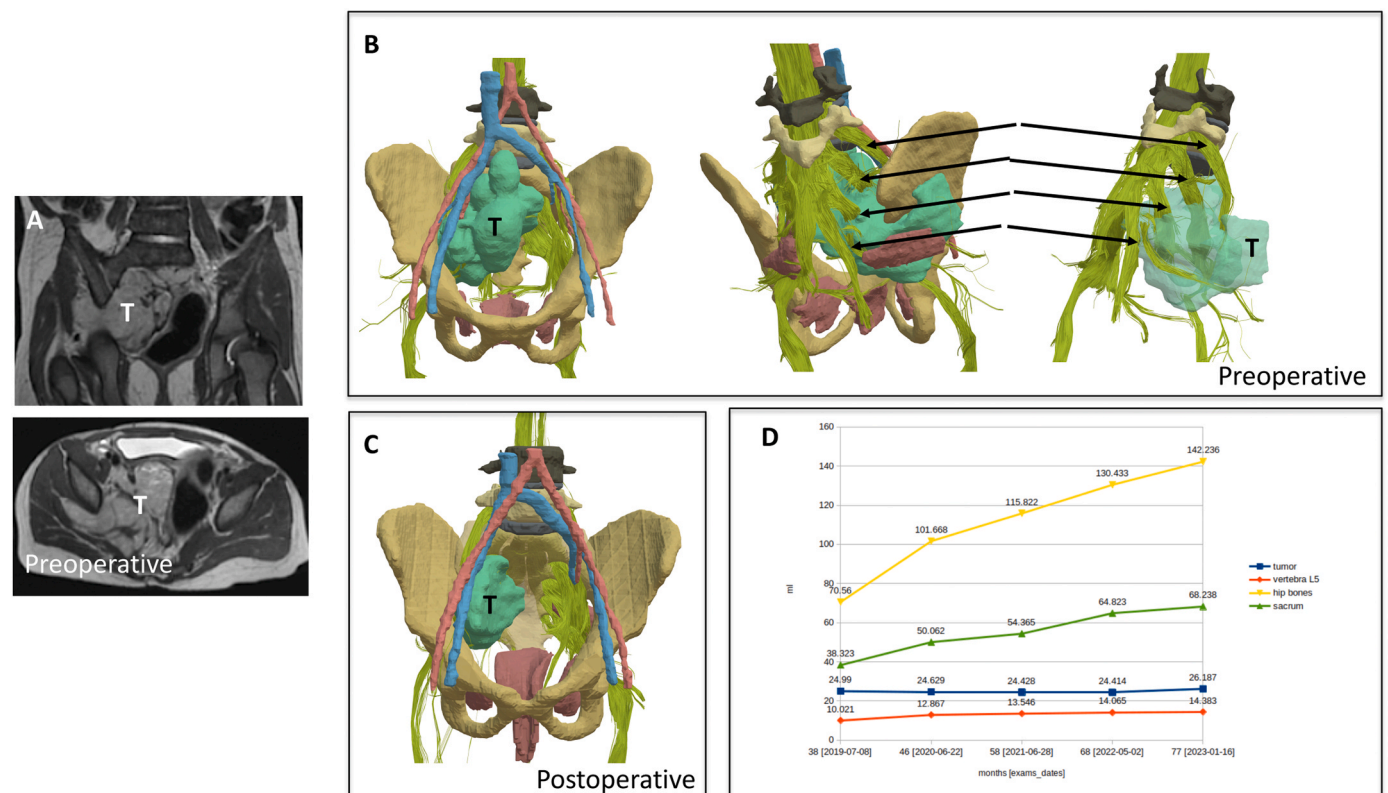 A
T
T
Preoperative
B
T
T
Preoperative
C
T
Postoperative
D
160
140
120
100
80
60
40
20
0
ml
142.236
130.433
115.822
101.668
70.56
68.238
64.823
54.365
50.062
38.323
24.99
24.629
24.428
24.414
26.187
10.021
12.867
13.546
14.065
14.383
38 [2019-07-08]
46 [2020-06-22]
58 [2021-06-28]
68 [2022-05-02]
77 [2023-01-16]
months [exams_dates]
tumor
vertebra L5
hip bones
sacrum